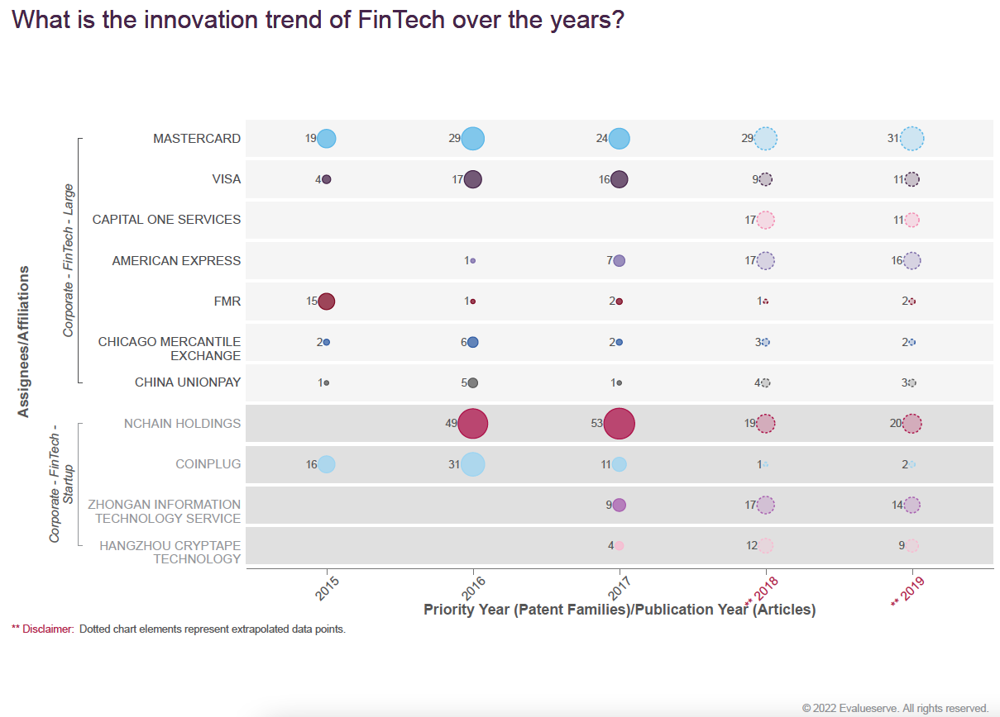 What is the innovation trend of FinTech over the years?
Assignees/Affiliations
Corporate - FinTech - Large
MASTERCARD 19 29 24 29 31
VISA 4 17 16 9 11
CAPITAL ONE SERVICES 17 11
AMERICAN EXPRESS 1 7 17 16
FMR 15 1 2 1 2
CHICAGO MERCANTILE
EXCHANGE 2 6 2 3 2
CHINA UNIONPAY 1 5 1 4 3
Corporate - FinTech -
Startup
NCHAIN HOLDINGS 49 53 19 20
COINPLUG 16 31 11 1 2
ZHONGAN INFORMATION
TECHNOLOGY SERVICE 9 17 14
HANGZHOU CRYPTAPE
TECHNOLOGY 4 12 9
2015 2016 2017 ** 2018 ** 2019
Priority Year (Patent Families)/Publication Year (Articles)
** Disclaimer: Dotted chart elements represent extrapolated data points.
© 2022 Evalueserve. All rights reserved.